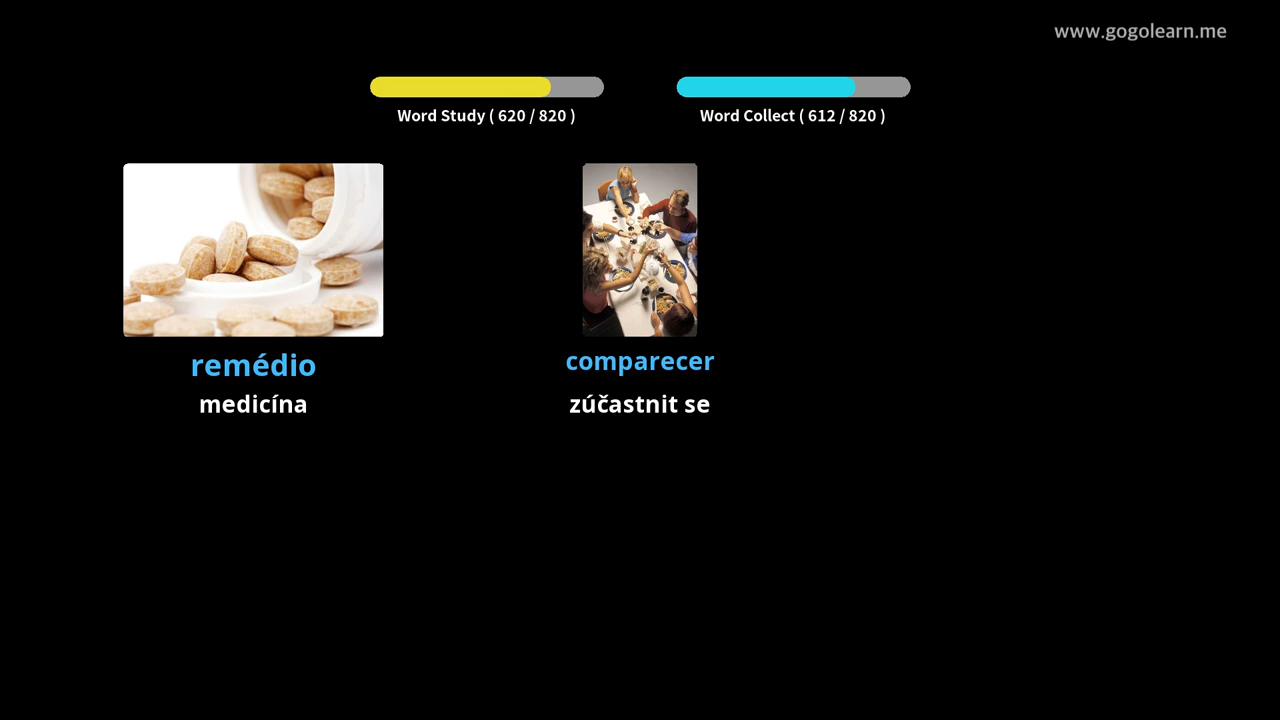 www.gogolearn.me
Word Study ( 620 / 820 )
Word Collect ( 612 / 820 )
remédio
medicína
comparecer
zúčastnit se